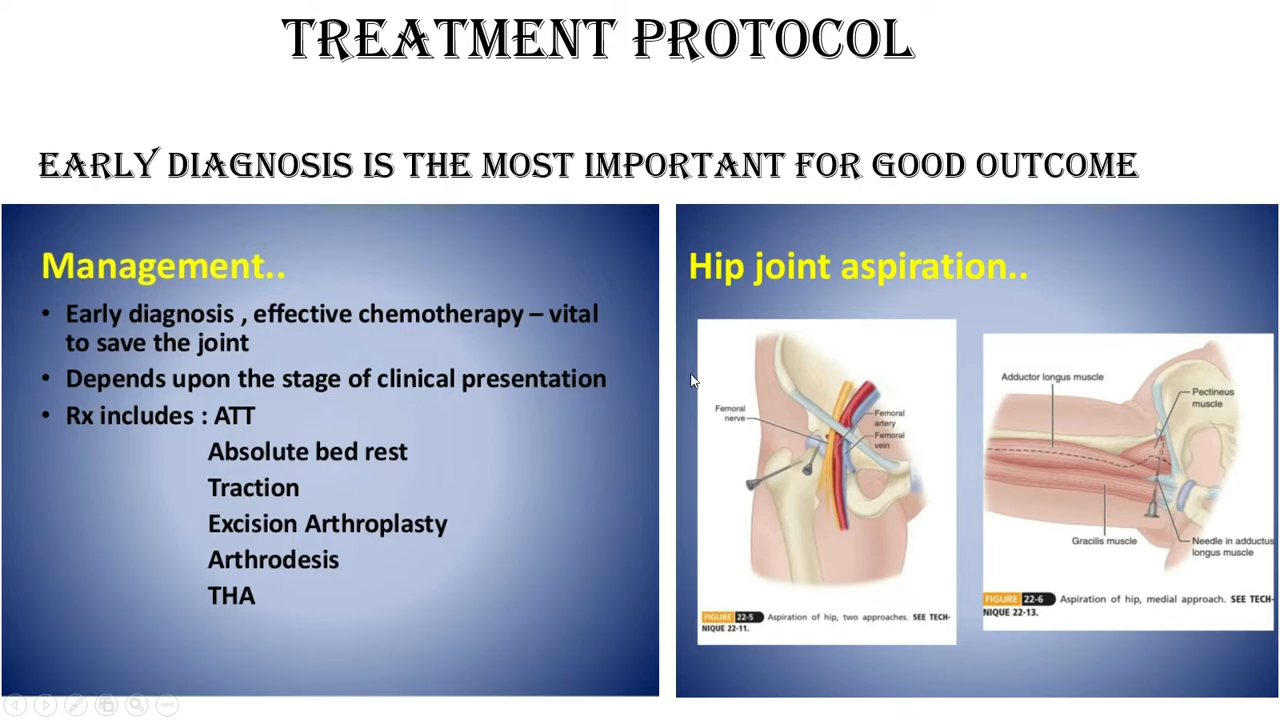 TREATMENT PROTOCOL
EARLY DIAGNOSIS IS THE MOST IMPORTANT FOR GOOD OUTCOME
Management..
• Early diagnosis , effective chemotherapy – vital
to save the joint
• Depends upon the stage of clinical presentation
• Rx includes : ATT
Absolute bed rest
Traction
Excision Arthroplasty
Arthrodesis
THA
Hip joint aspiration..
Femoral
nerve
Femoral
artery
Femoral
vein
FIGURE 22-5 Aspiration of hip, two approaches. SEE TECH-
NIQUE 22-11.
Adductor longus muscle
Pectineus
muscle
Gracilis muscle
Needle in adductus
longus muscle
FIGURE 22-6 Aspiration of hip, medial approach. SEE TECH-
NIQUE 22-13.